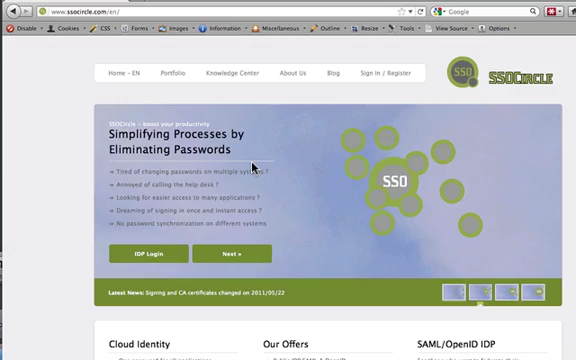 www.ssocircle.com/en/
Google
Disable Cookies CSS Forms Images Information Miscellaneous Outline Resize Tools View Source Options
Home - EN Portfolio Knowledge Center About Us Blog Sign In / Register
SSO SSOCIRCLE
SSOCircle – boost your productivity
Simplifying Processes by
Eliminating Passwords
Tired of changing passwords on multiple systems ?
Annoyed of calling the help desk ?
Looking for easier access to many applications ?
Dreaming of signing in once and Instant access ?
No password synchronization on different systems
SSO
IDP Login Next »
Latest News: Signing and CA certificates changed on 2011/05/22
Cloud Identity Our Offers SAML/OpenID IDP